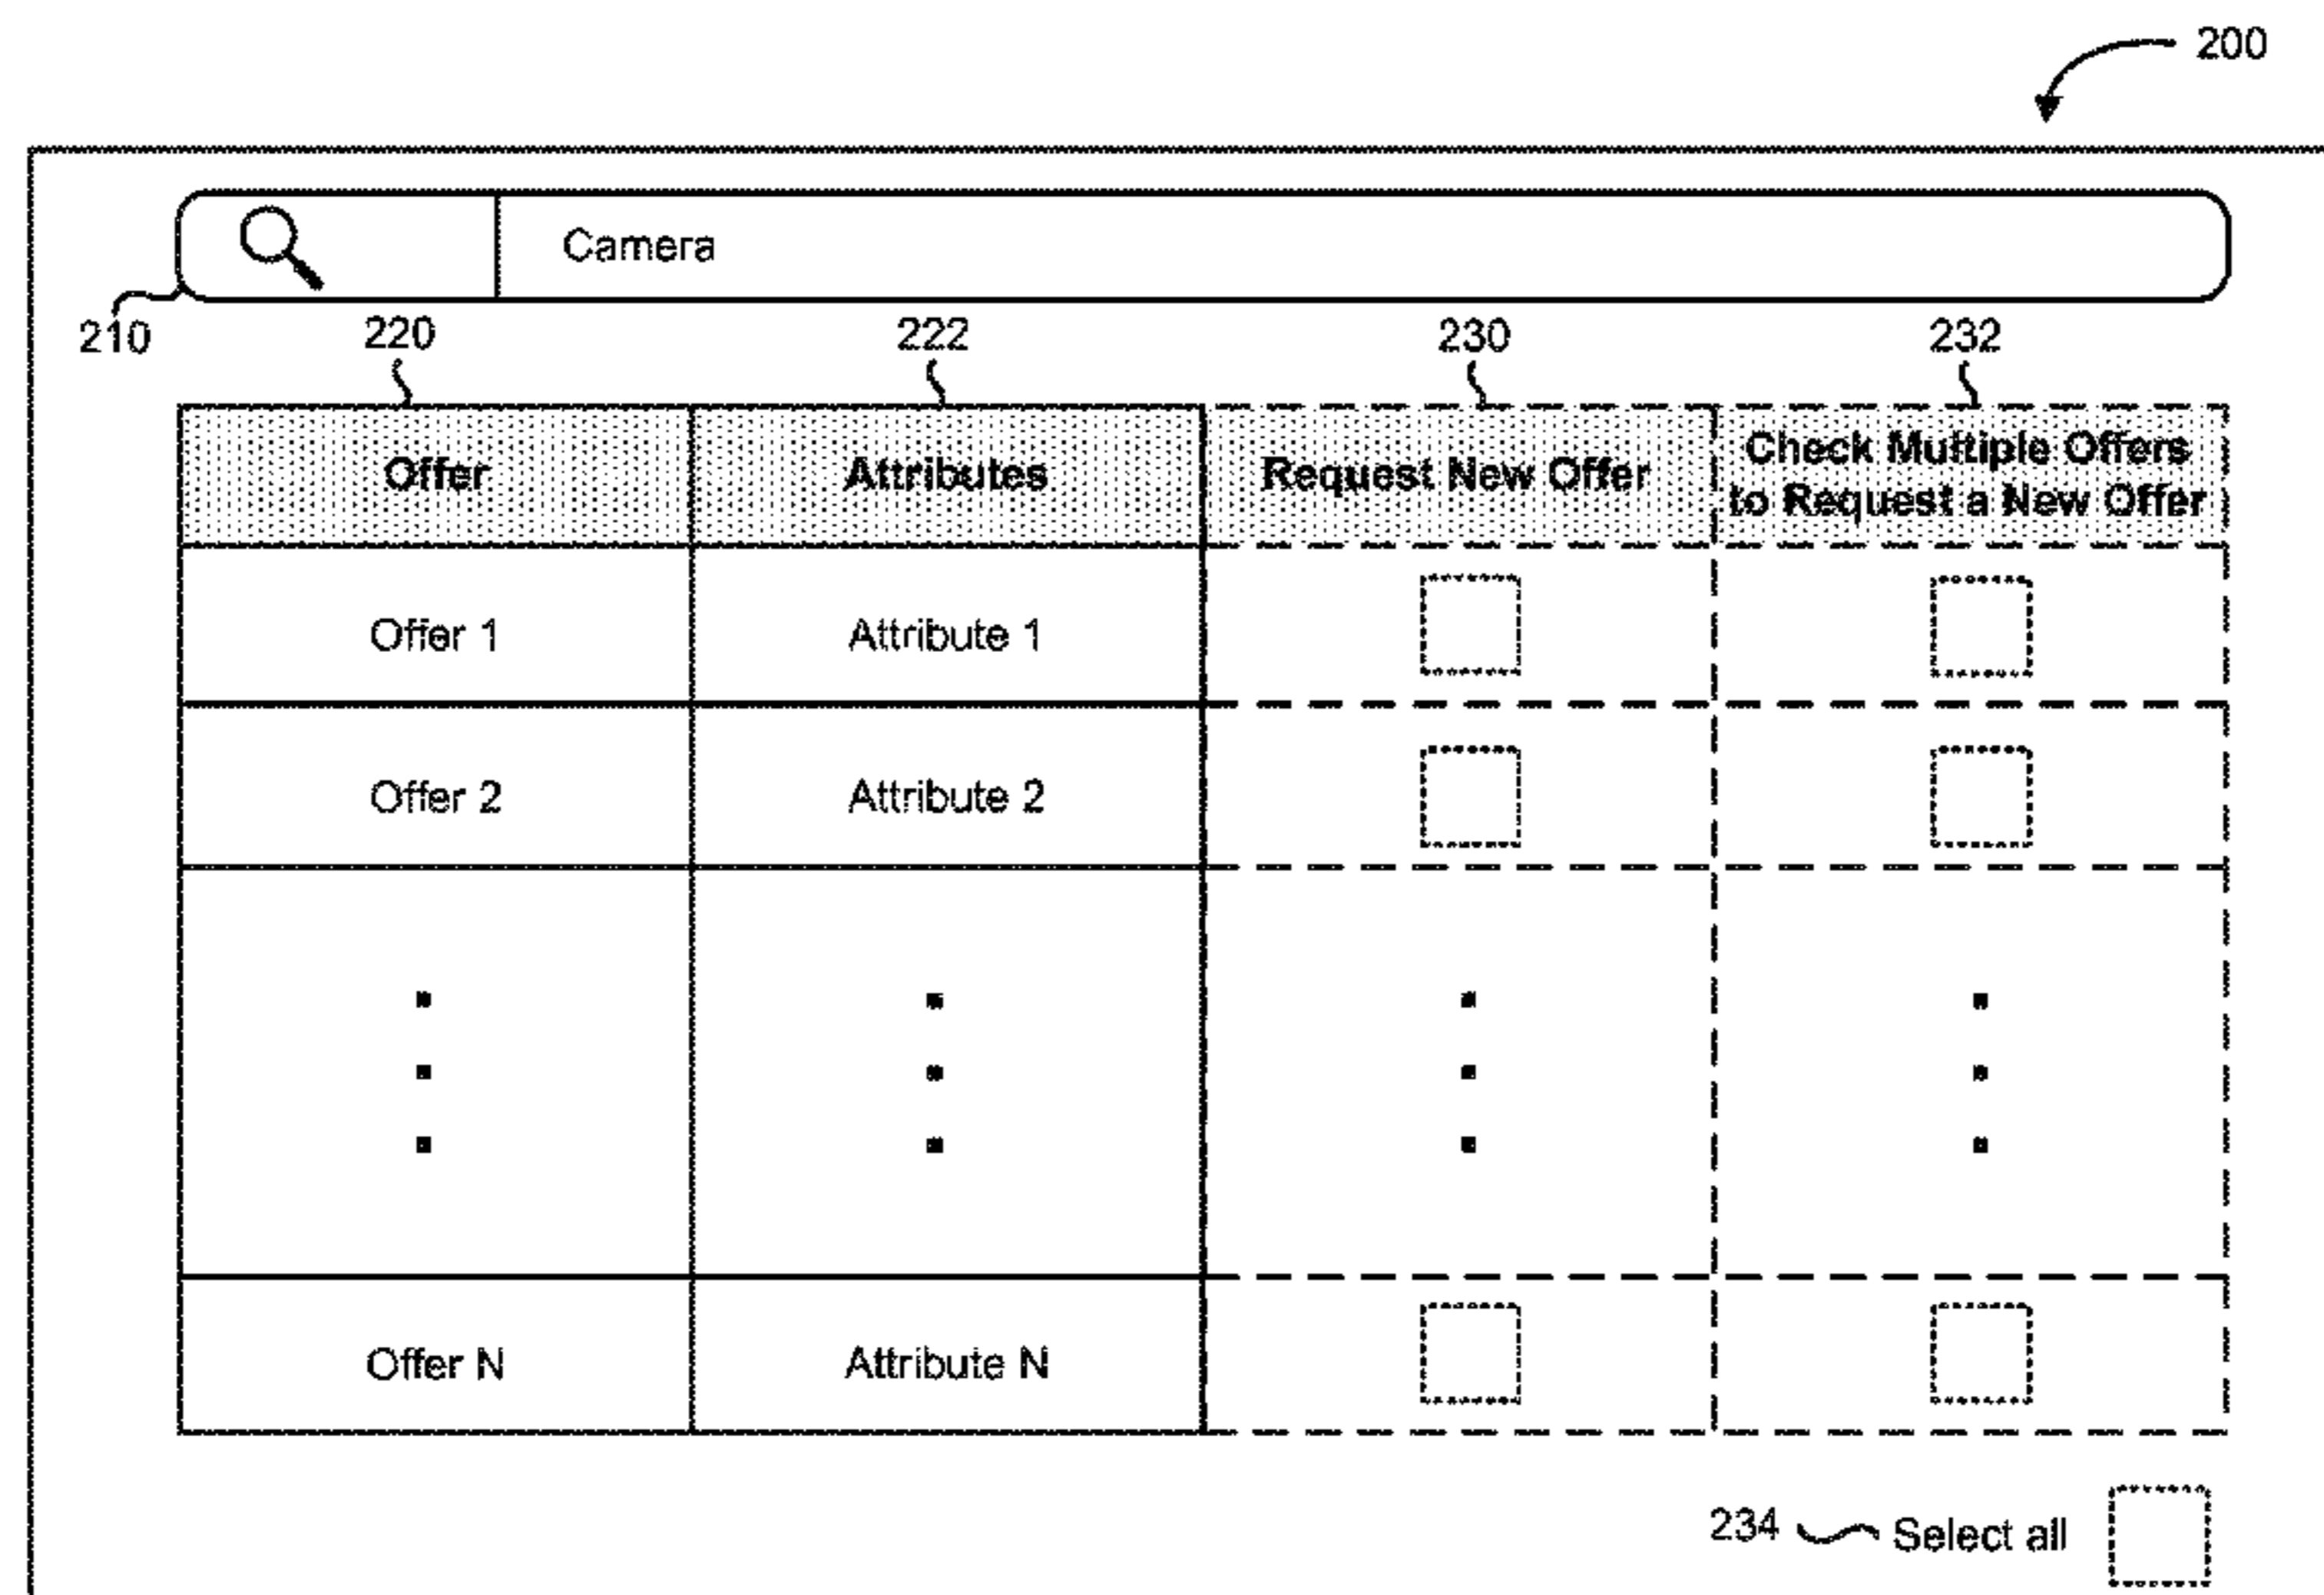 200
Camera
210
220 222 230 232
Offer Attributes Request New Offer Check Multiple Offers
to Request a New Offer
Offer 1 Attribute 1
Offer 2 Attribute 2
Offer N Attribute N
234 Select all